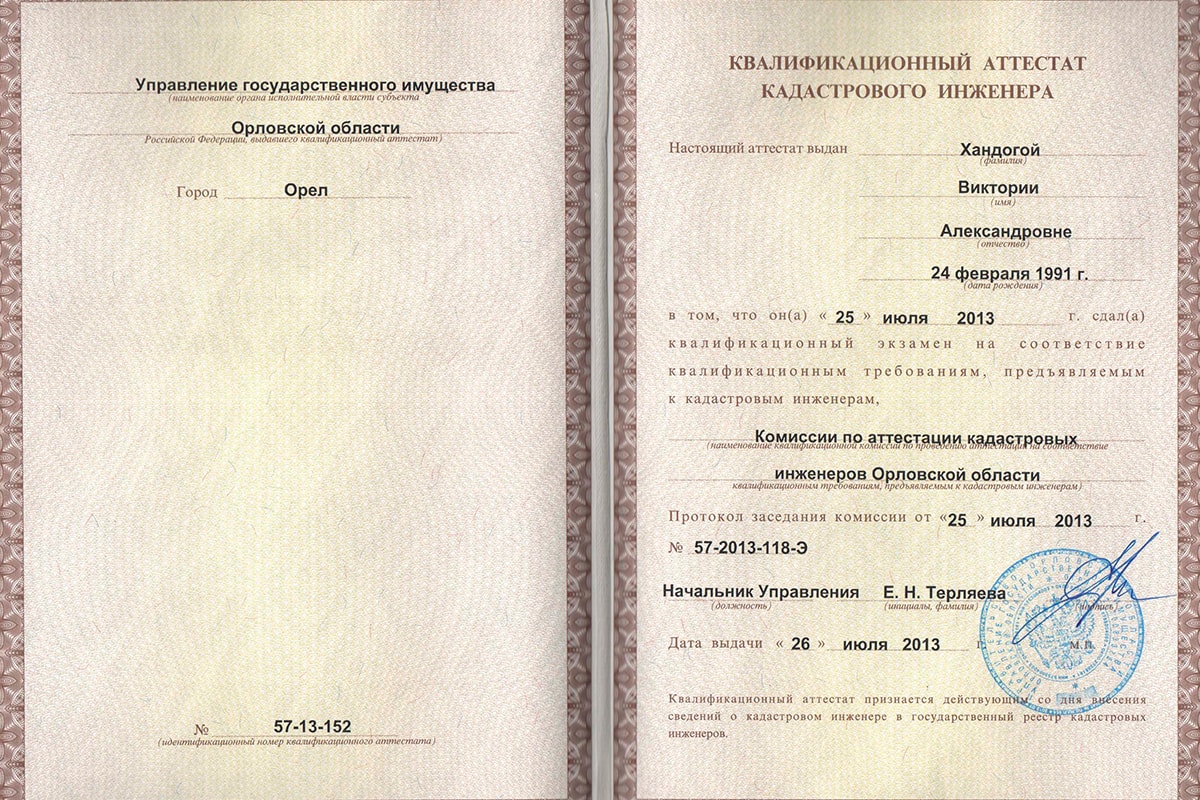 Управление государственного имущества
(наименование органа исполнительной власти субъекта
Орловской области
Российской Федерации, выдавшего квалификационный аттестат)
Город Орел
№ 57-13-152
(идентификационный номер квалификационного аттестата)
КВАЛИФИКАЦИОННЫЙ АТТЕСТАТ
КАДАСТРОВОГО ИНЖЕНЕРА
Настоящий аттестат выдан Хандогой
(фамилия)
Виктории
(имя)
Александровне
(отчество)
24 февраля 1991 г.
(дата рождения)
в том, что он(а) « 25 » июля 2013 г. сдал(а)
квалификационный экзамен на соответствие
квалификационным требованиям, предъявляемым
к кадастровым инженерам,
Комиссии по аттестации кадастровых
(наименование квалификационной комиссии по проведению аттестации на соответствие
инженеров Орловской области
квалификационным требованиям, предъявляемым к кадастровым инженерам)
Протокол заседания комиссии от «25 » июля 2013 г.
№ 57-2013-118-Э
Начальник Управления Е. Н. Терляева
(должность) (инициалы, фамилия) (подпись)
Дата выдачи « 26 » июля 2013 г.
М.П.
Квалификационный аттестат признается действующим со дня внесения
сведений о кадастровом инженере в государственный реестр кадастровых
инженеров.